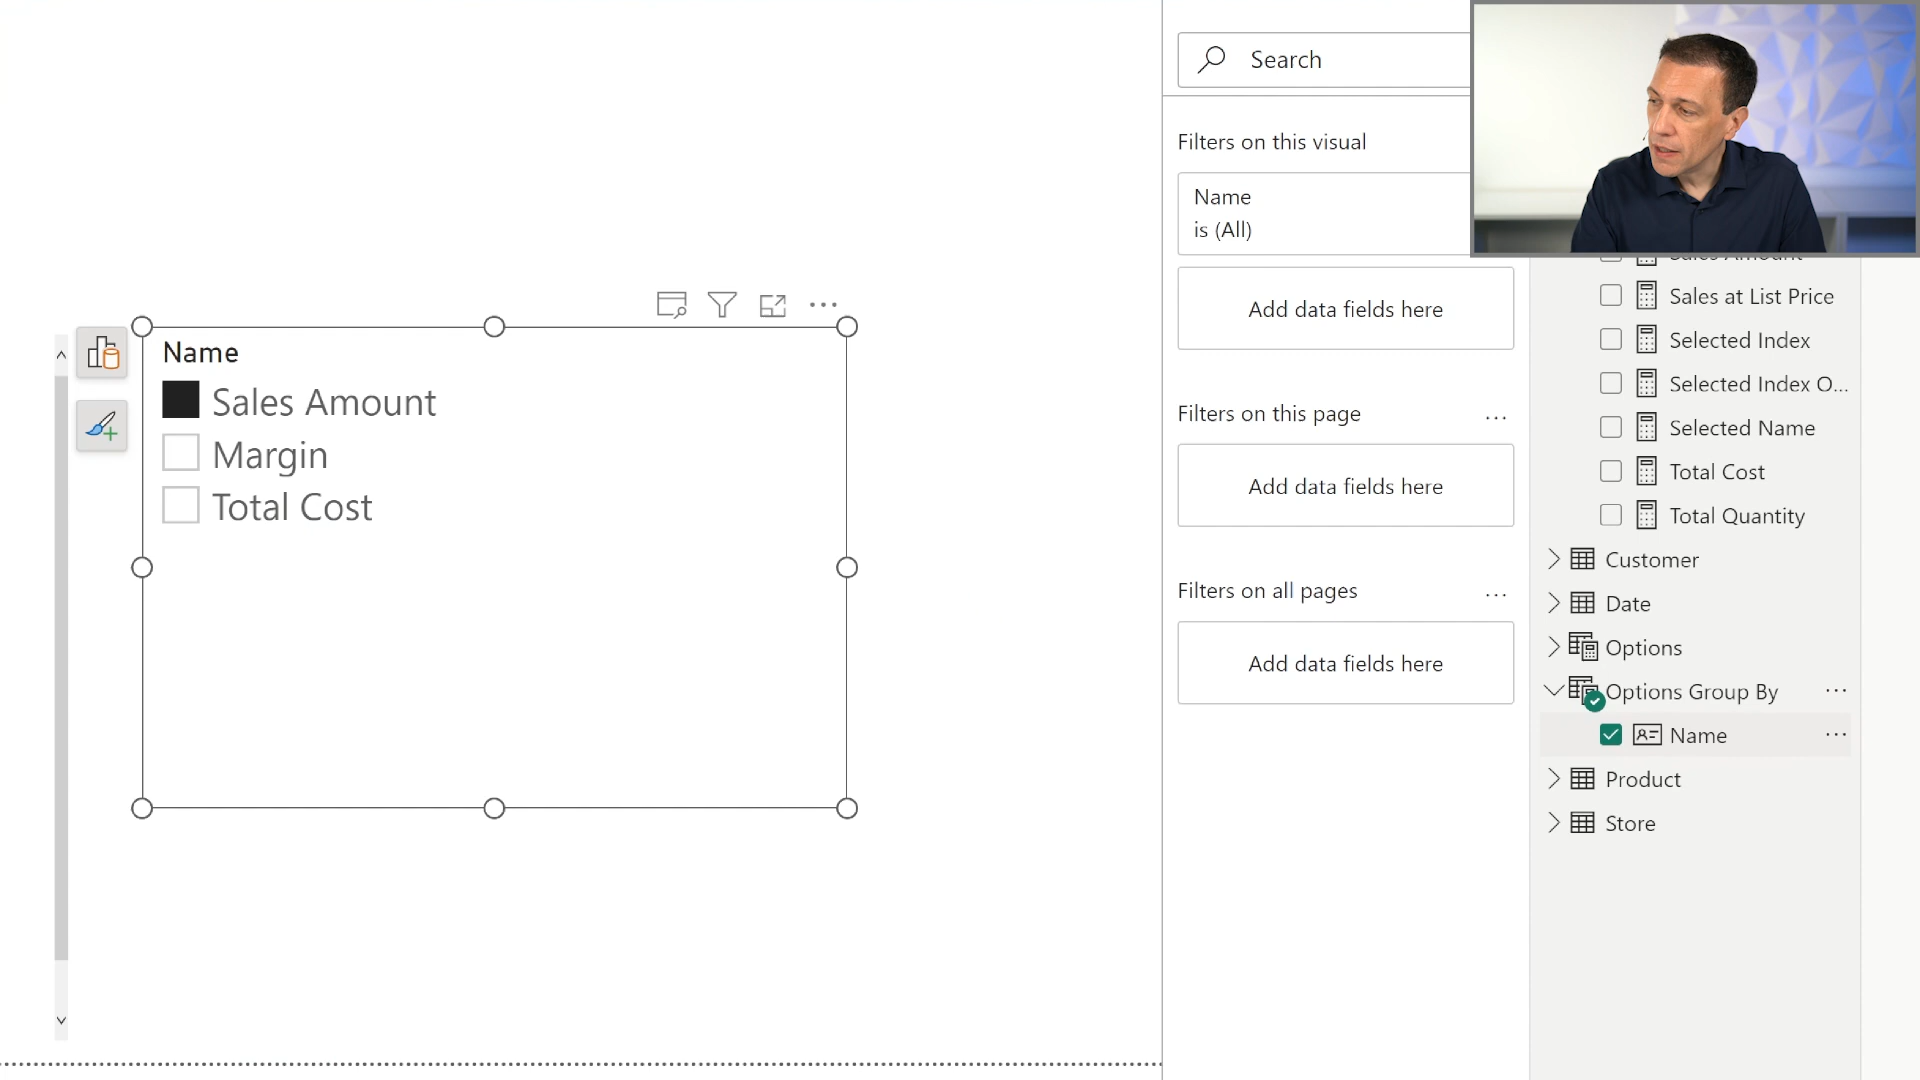 Search
Filters on this visual
Name
is (All)
Add data fields here
Filters on this page
Add data fields here
Filters on all pages
Add data fields here
Name
Sales Amount
Margin
Total Cost
Sales at List Price
Selected Index
Selected Index O...
Selected Name
Total Cost
Total Quantity
Customer
Date
Options
Options Group By
Name
Product
Store